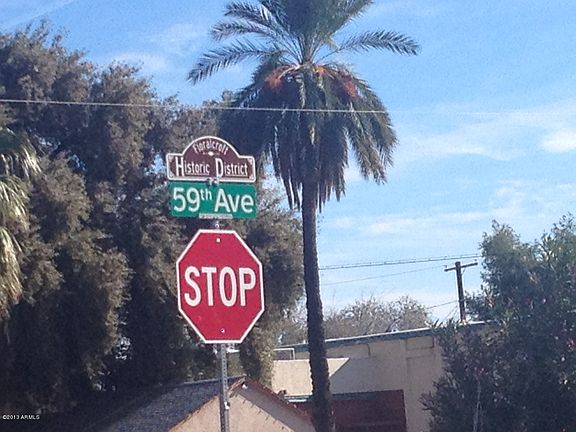 Floralcroft
Historic District
59th Ave
STOP
©2013 ARMLS